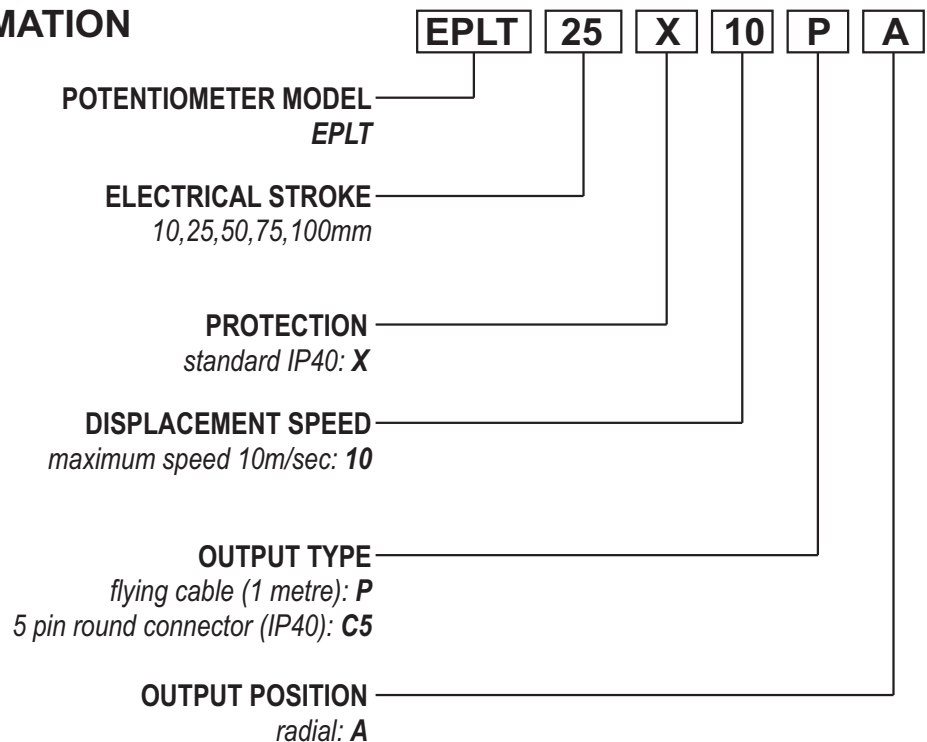 MATION
EPLT 25 X 10 P A
POTENTIOMETER MODEL
EPLT
ELECTRICAL STROKE
10,25,50,75,100mm
PROTECTION
standard IP40: X
DISPLACEMENT SPEED
maximum speed 10m/sec: 10
OUTPUT TYPE
flying cable (1 metre): P
5 pin round connector (IP40): C5
OUTPUT POSITION
radial: A